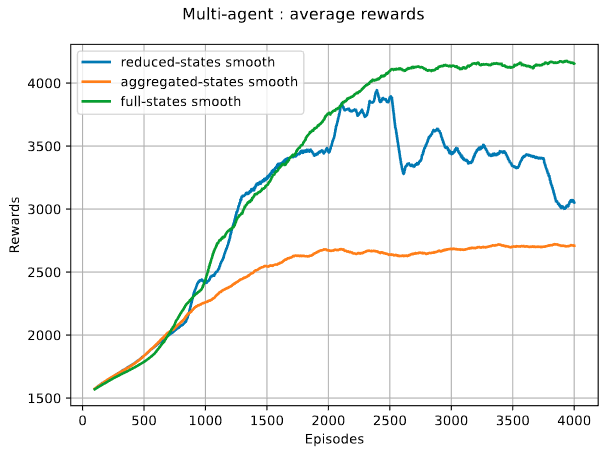 Multi-agent : average rewards
reduced-states smooth
aggregated-states smooth
full-states smooth
Rewards
4000
3500
3000
2500
2000
1500
0 500 1000 1500 2000 2500 3000 3500 4000
Episodes